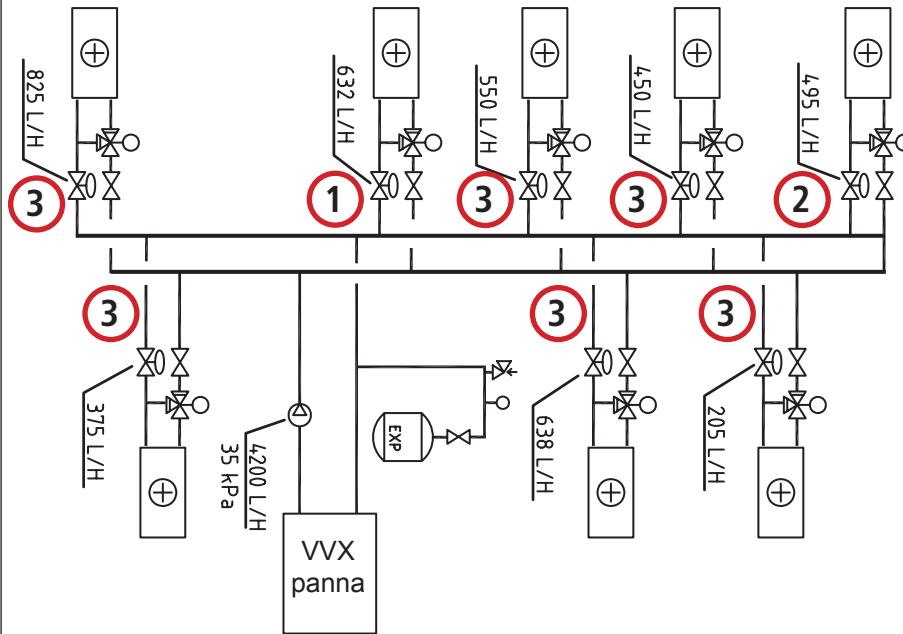 825 L/H
632 L/H
550 L/H
450 L/H
495 L/H
3
1
3
3
2
3
3
3
375 L/H
4200 L/H
35 kPa
EXP
638 L/H
205 L/H
VVX
panna